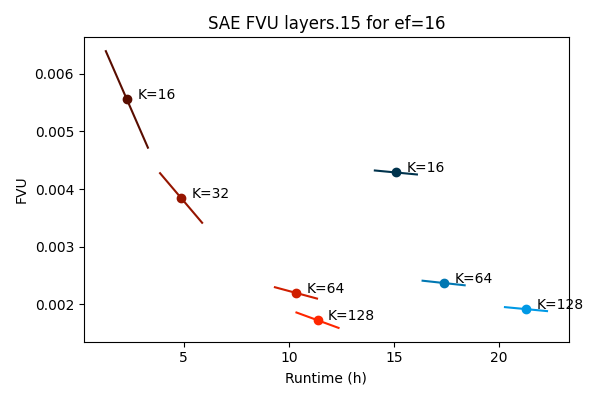 SAE FVU layers.15 for ef=16
FVU
0.006
0.005
0.004
0.003
0.002
K=16
K=32
K=64
K=128
K=16
K=64
K=128
5
10
15
20
Runtime (h)